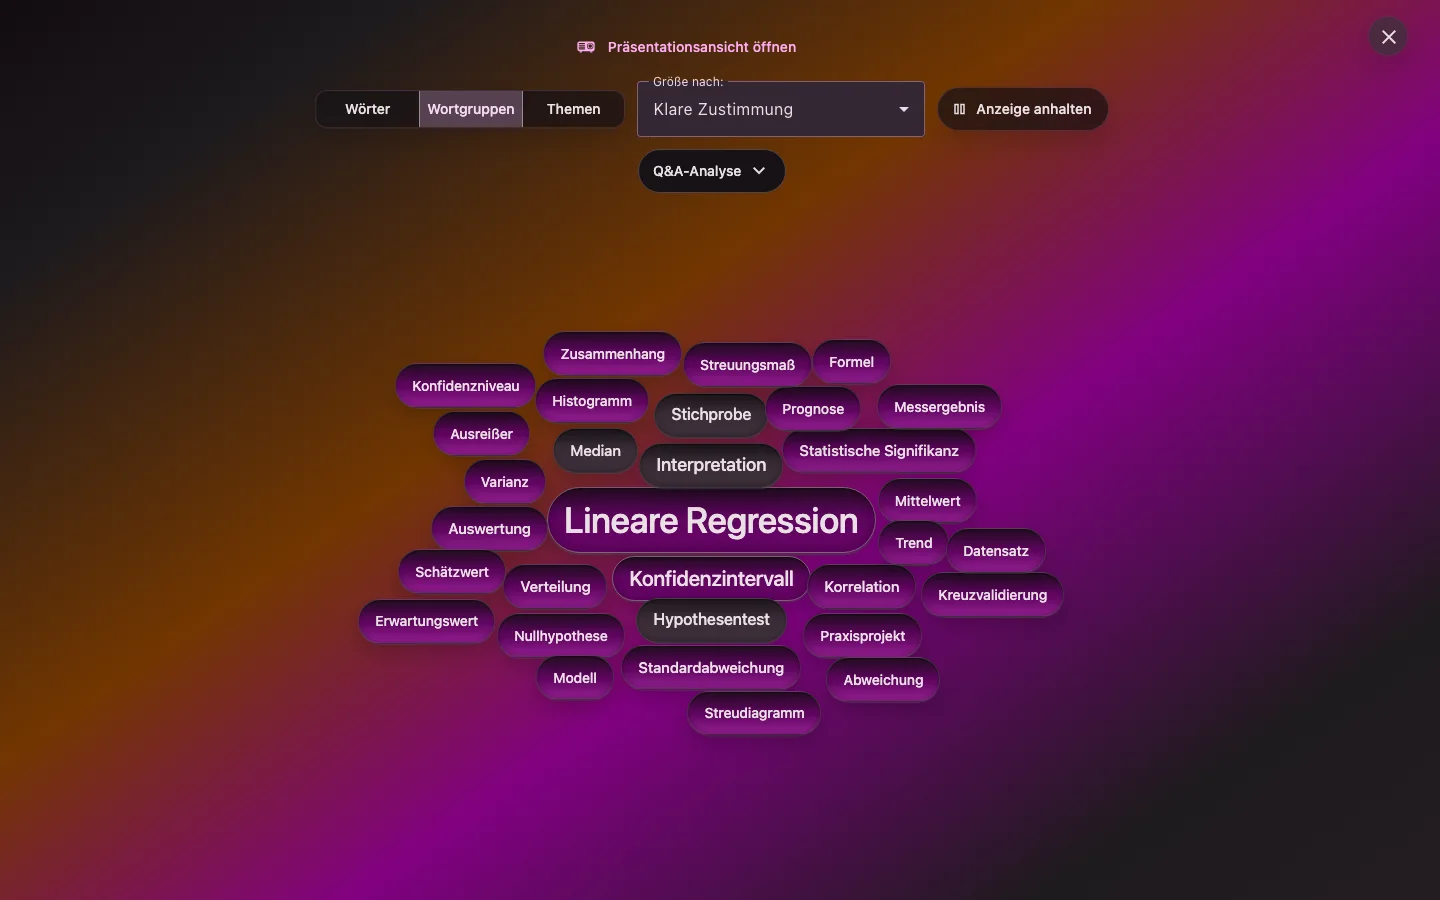 Präsentationsansicht öffnen
Größe nach:
Wörter
Wortgruppen
Themen
Klare Zustimmung
Anzeige anhalten
Q&A-Analyse
Zusammenhang
Streuungsmaß
Formel
Konfidenzniveau
Histogramm
Stichprobe
Prognose
Messergebnis
Ausreißer
Median
Interpretation
Statistische Signifikanz
Varianz
Lineare Regression
Mittelwert
Auswertung
Trend
Datensatz
Schätzwert
Verteilung
Konfidenzintervall
Korrelation
Kreuzvalidierung
Erwartungswert
Nullhypothese
Hypothesentest
Praxisprojekt
Modell
Standardabweichung
Abweichung
Streudiagramm